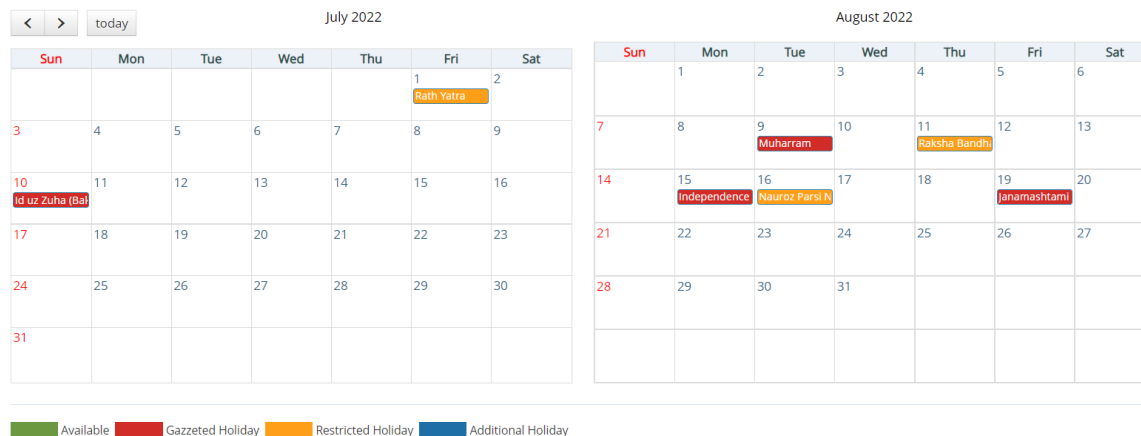 today
July 2022
Sun Mon Tue Wed Thu Fri Sat
1 2
Rath Yatra
3 4 5 6 7 8 9
10 11 12 13 14 15 16
Id uz Zuha (Bak
17 18 19 20 21 22 23
24 25 26 27 28 29 30
31
August 2022
Sun Mon Tue Wed Thu Fri Sat
1 2 3 4 5 6
7 8 9 10 11 12 13
Muharram Raksha Bandha
14 15 16 17 18 19 20
Independence Nauroz Parsi N Janamashtami
21 22 23 24 25 26 27
28 29 30 31
Available Gazzeted Holiday Restricted Holiday Additional Holiday